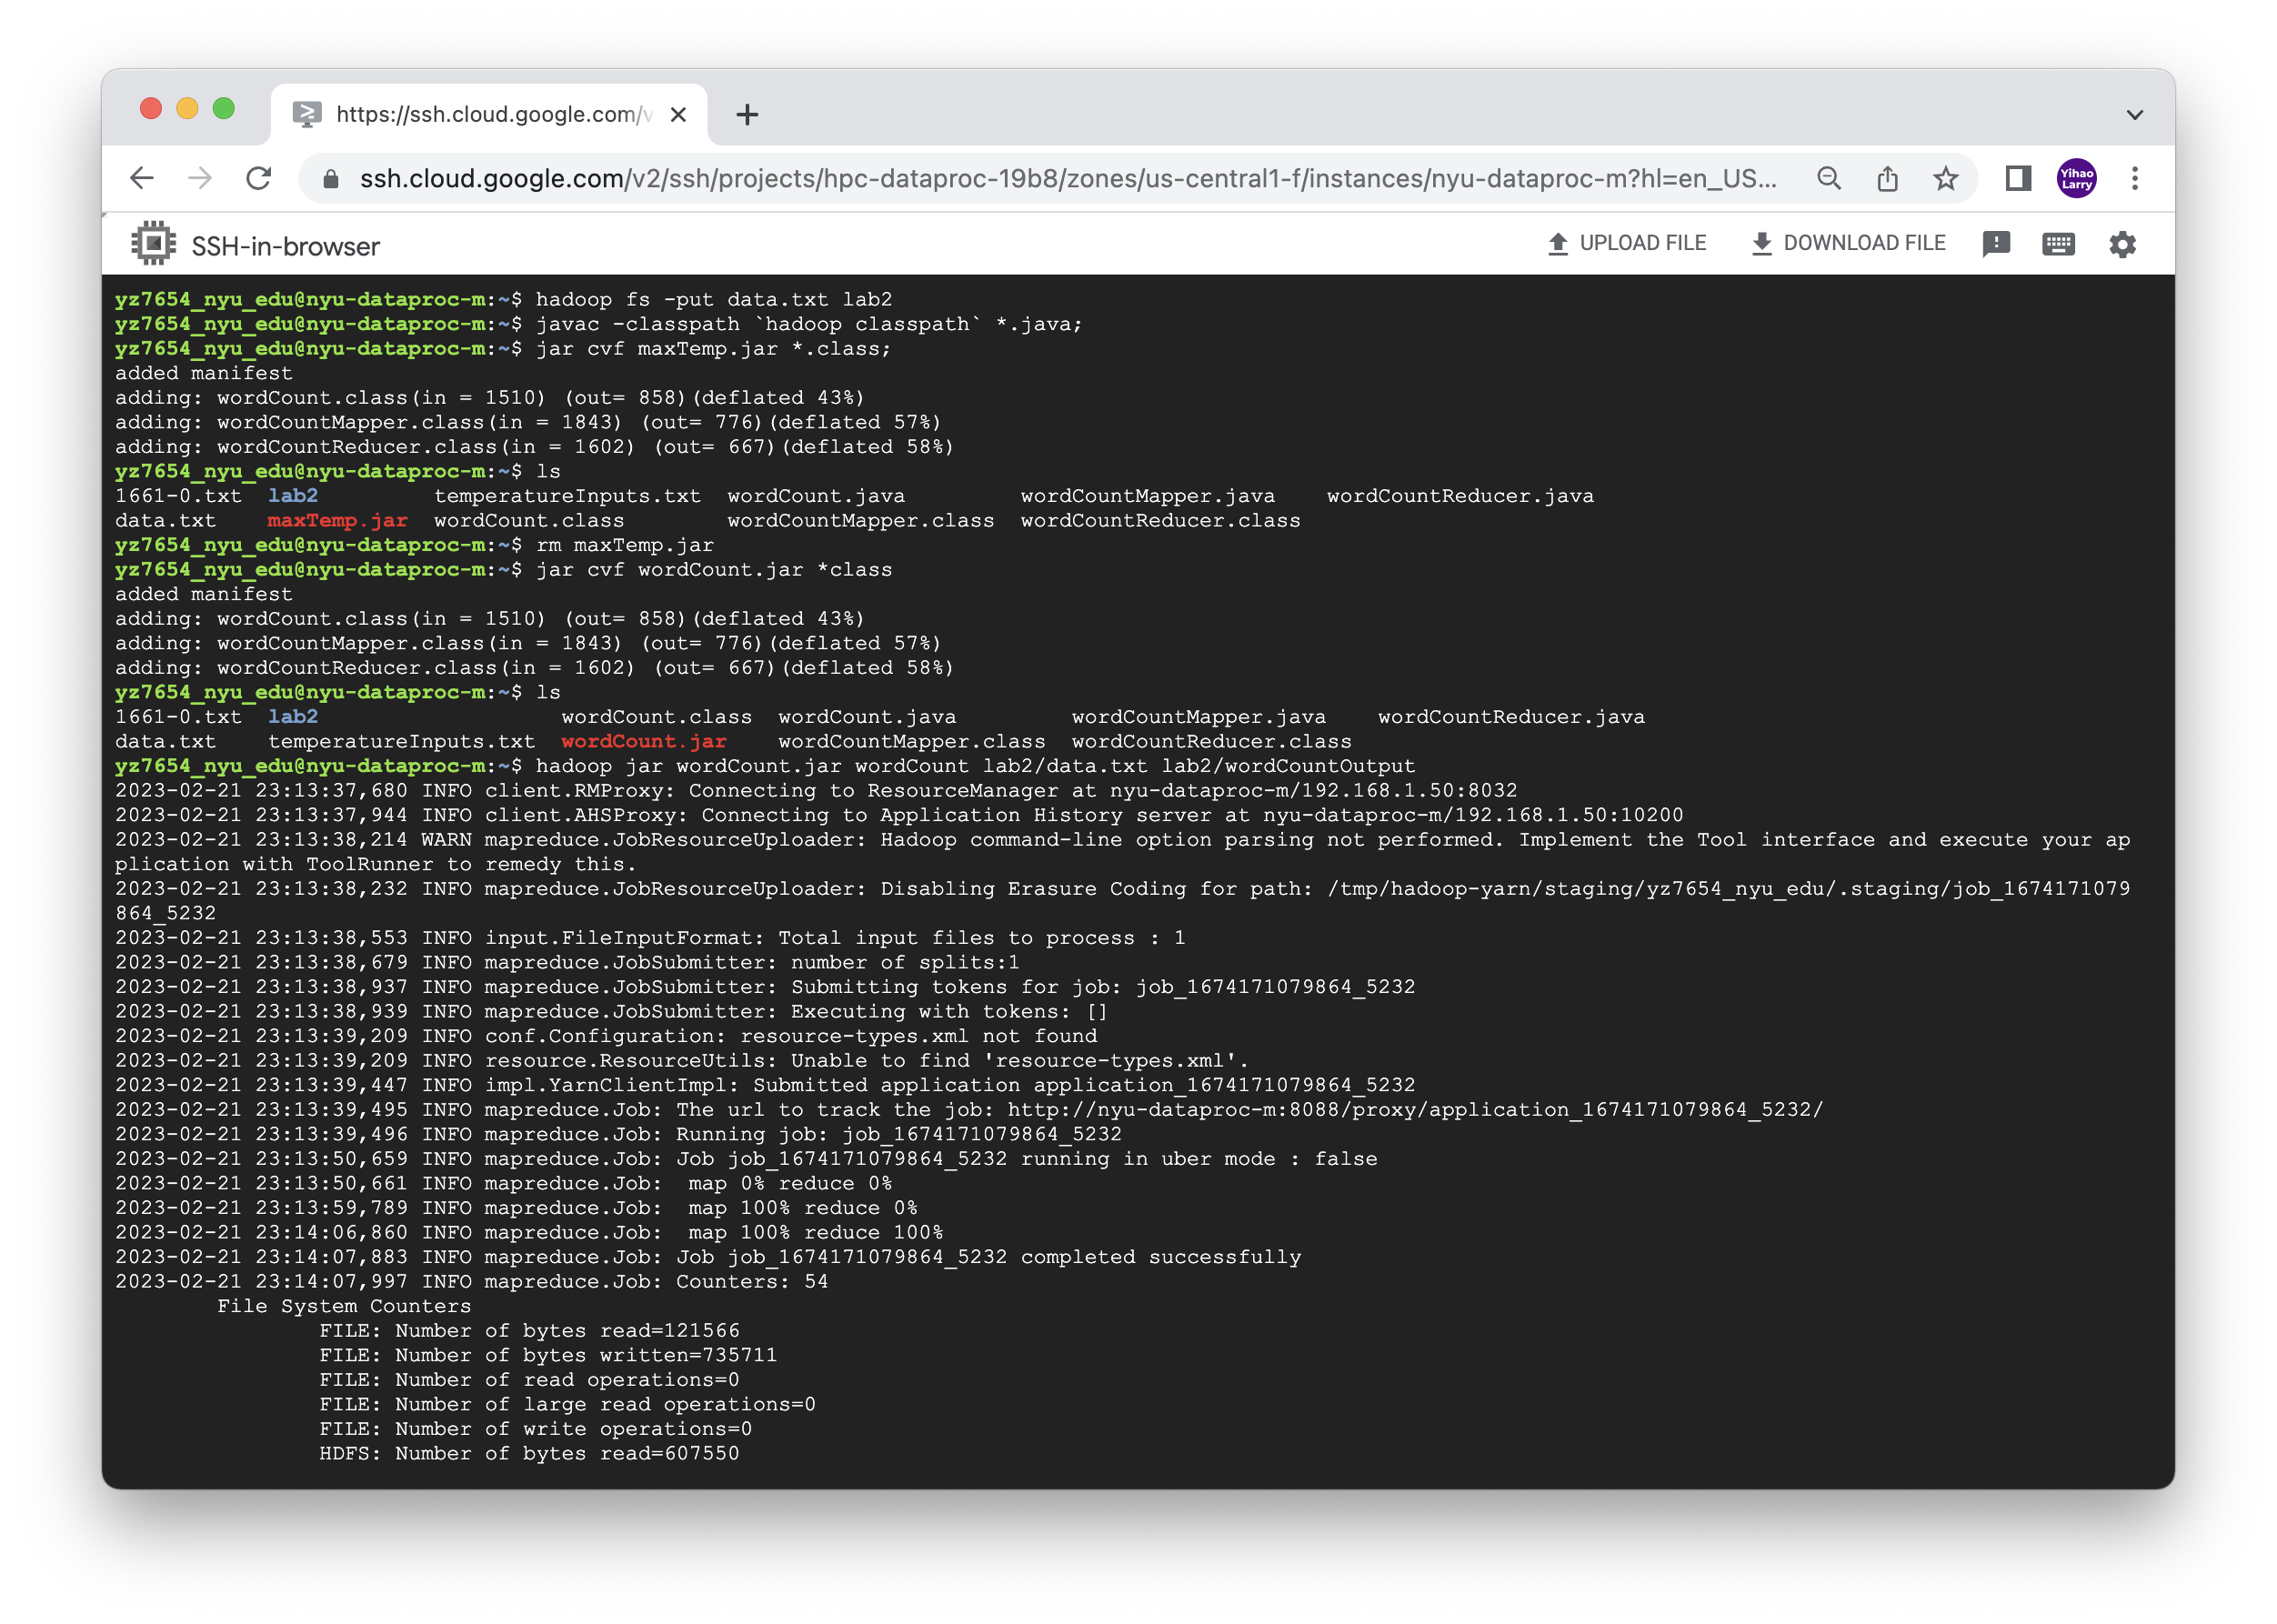 https://ssh.cloud.google.com/v
ssh.cloud.google.com/v2/ssh/projects/hpc-dataproc-19b8/zones/us-central1-f/instances/nyu-dataproc-m?hl=en_US...
Yihao
Larry
SSH-in-browser
UPLOAD FILE
DOWNLOAD FILE
yz7654_nyu_edu@nyu-dataproc-m:~$ hadoop fs -put data.txt lab2
yz7654_nyu_edu@nyu-dataproc-m:~$ javac -classpath `hadoop classpath` *.java;
yz7654_nyu_edu@nyu-dataproc-m:~$ jar cvf maxTemp.jar *.class;
added manifest
adding: wordCount.class(in = 1510) (out= 858)(deflated 43%)
adding: wordCountMapper.class(in = 1843) (out= 776)(deflated 57%)
adding: wordCountReducer.class(in = 1602) (out= 667)(deflated 58%)
yz7654_nyu_edu@nyu-dataproc-m:~$ ls
1661-0.txt  lab2         temperatureInputs.txt  wordCount.java         wordCountMapper.java    wordCountReducer.java
data.txt    maxTemp.jar  wordCount.class        wordCountMapper.class  wordCountReducer.class
yz7654_nyu_edu@nyu-dataproc-m:~$ rm maxTemp.jar
yz7654_nyu_edu@nyu-dataproc-m:~$ jar cvf wordCount.jar *class
added manifest
adding: wordCount.class(in = 1510) (out= 858)(deflated 43%)
adding: wordCountMapper.class(in = 1843) (out= 776)(deflated 57%)
adding: wordCountReducer.class(in = 1602) (out= 667)(deflated 58%)
yz7654_nyu_edu@nyu-dataproc-m:~$ ls
1661-0.txt  lab2                   wordCount.class  wordCount.java         wordCountMapper.java    wordCountReducer.java
data.txt    temperatureInputs.txt  wordCount.jar    wordCountMapper.class  wordCountReducer.class
yz7654_nyu_edu@nyu-dataproc-m:~$ hadoop jar wordCount.jar wordCount lab2/data.txt lab2/wordCountOutput
2023-02-21 23:13:37,680 INFO client.RMProxy: Connecting to ResourceManager at nyu-dataproc-m/192.168.1.50:8032
2023-02-21 23:13:37,944 INFO client.AHSProxy: Connecting to Application History server at nyu-dataproc-m/192.168.1.50:10200
2023-02-21 23:13:38,214 WARN mapreduce.JobResourceUploader: Hadoop command-line option parsing not performed. Implement the Tool interface and execute your ap
plication with ToolRunner to remedy this.
2023-02-21 23:13:38,232 INFO mapreduce.JobResourceUploader: Disabling Erasure Coding for path: /tmp/hadoop-yarn/staging/yz7654_nyu_edu/.staging/job_1674171079
864_5232
2023-02-21 23:13:38,553 INFO input.FileInputFormat: Total input files to process : 1
2023-02-21 23:13:38,679 INFO mapreduce.JobSubmitter: number of splits:1
2023-02-21 23:13:38,937 INFO mapreduce.JobSubmitter: Submitting tokens for job: job_1674171079864_5232
2023-02-21 23:13:38,939 INFO mapreduce.JobSubmitter: Executing with tokens: []
2023-02-21 23:13:39,209 INFO conf.Configuration: resource-types.xml not found
2023-02-21 23:13:39,209 INFO resource.ResourceUtils: Unable to find 'resource-types.xml'.
2023-02-21 23:13:39,447 INFO impl.YarnClientImpl: Submitted application application_1674171079864_5232
2023-02-21 23:13:39,495 INFO mapreduce.Job: The url to track the job: http://nyu-dataproc-m:8088/proxy/application_1674171079864_5232/
2023-02-21 23:13:39,496 INFO mapreduce.Job: Running job: job_1674171079864_5232
2023-02-21 23:13:50,659 INFO mapreduce.Job: Job job_1674171079864_5232 running in uber mode : false
2023-02-21 23:13:50,661 INFO mapreduce.Job:  map 0% reduce 0%
2023-02-21 23:13:59,789 INFO mapreduce.Job:  map 100% reduce 0%
2023-02-21 23:14:06,860 INFO mapreduce.Job:  map 100% reduce 100%
2023-02-21 23:14:07,883 INFO mapreduce.Job: Job job_1674171079864_5232 completed successfully
2023-02-21 23:14:07,997 INFO mapreduce.Job: Counters: 54
File System Counters
FILE: Number of bytes read=121566
FILE: Number of bytes written=735711
FILE: Number of read operations=0
FILE: Number of large read operations=0
FILE: Number of write operations=0
HDFS: Number of bytes read=607550